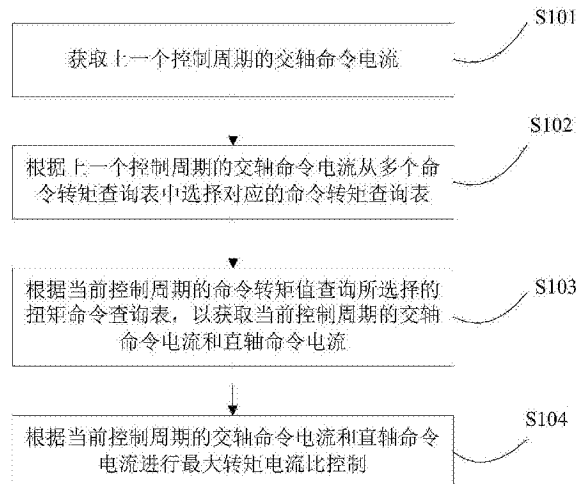 S101
获取上一个控制周期的交轴命令电流
S102
根据上一个控制周期的交轴命令电流从多个命
令转矩查询表中选择对应的命令转矩查询表
S103
根据当前控制周期的命令转矩值查询所选择的
扭矩命令查询表，以获取当前控制周期的交轴
命令电流和直轴命令电流
S104
根据当前控制周期的交轴命令电流和直轴命令
电流进行最大转矩电流比控制